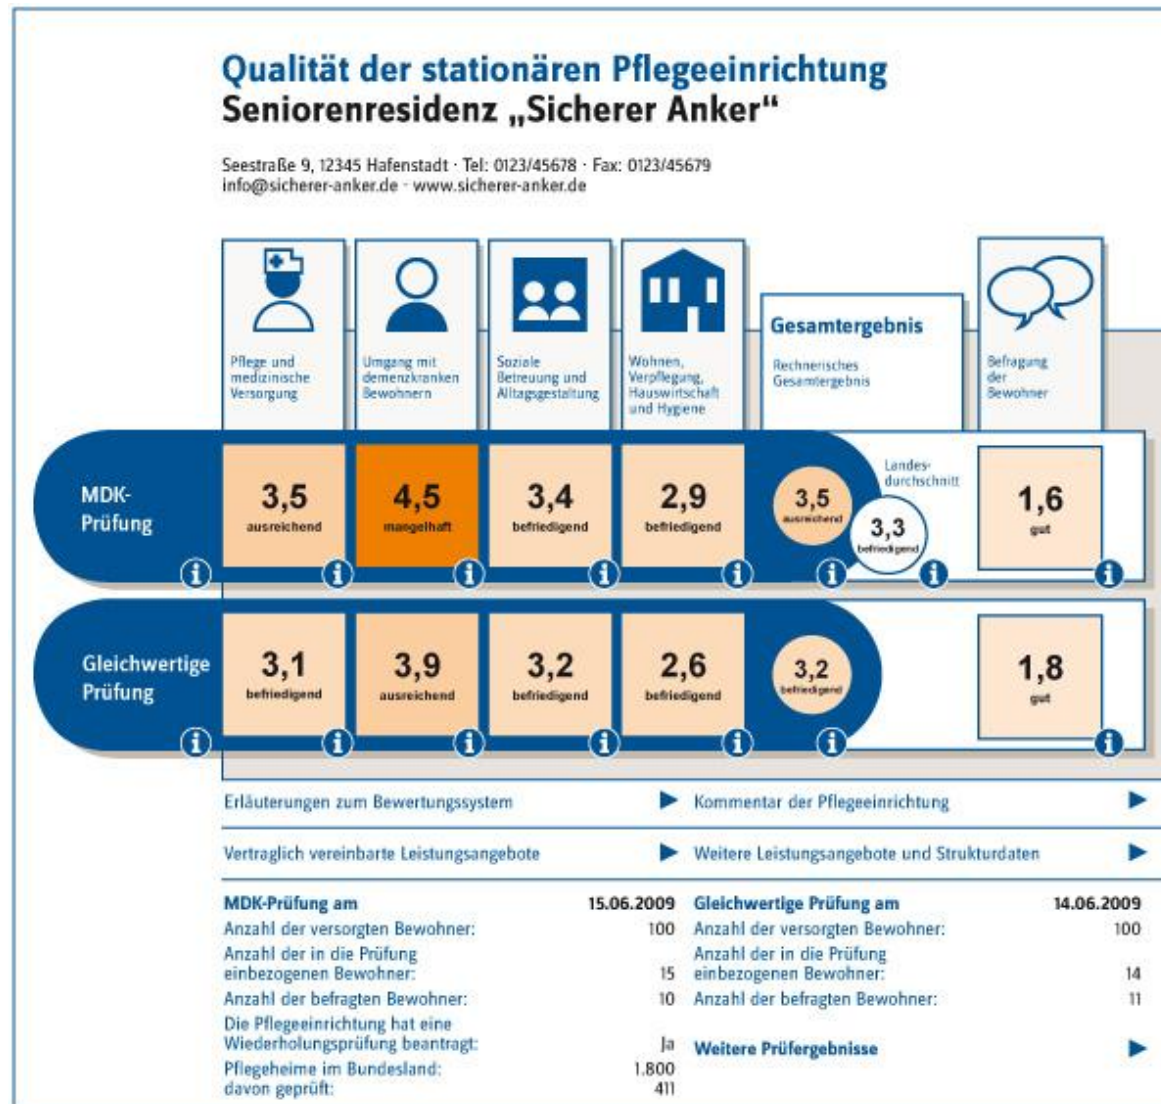 Qualität der stationären Pflegeeinrichtung
Seniorenresidenz „Sicherer Anker“
Seestraße 9, 12345 Hafenstadt · Tel: 0123/45678 · Fax: 0123/45679
info@sicherer-anker.de · www.sicherer-anker.de
Pflege und
medizinische
Versorgung
Umgang mit
demenzkranken
Bewohnern
Soziale
Betreuung und
Alltagsgestaltung
Wohnen,
Verpflegung,
Hauswirtschaft
und Hygiene
Gesamtergebnis
Rechnerisches
Gesamtergebnis
Befragung
der
Bewohner
MDK-
Prüfung
3,5
ausreichend
4,5
mangelhaft
3,4
befriedigend
2,9
befriedigend
3,5
ausreichend
Landes-
durchschnitt
3,3
befriedigend
1,6
gut
Gleichwertige
Prüfung
3,1
befriedigend
3,9
ausreichend
3,2
befriedigend
2,6
befriedigend
3,2
befriedigend
1,8
gut
Erläuterungen zum Bewertungssystem
Kommentar der Pflegeeinrichtung
Vertraglich vereinbarte Leistungsangebote
Weitere Leistungsangebote und Strukturdaten
MDK-Prüfung am 15.06.2009
Anzahl der versorgten Bewohner: 100
Anzahl der in die Prüfung
einbezogenen Bewohner: 15
Anzahl der befragten Bewohner: 10
Die Pflegeeinrichtung hat eine
Wiederholungsprüfung beantragt: Ja
Pflegeheime im Bundesland: 1.800
davon geprüft: 411
Gleichwertige Prüfung am 14.06.2009
Anzahl der versorgten Bewohner: 100
Anzahl der in die Prüfung
einbezogenen Bewohner: 14
Anzahl der befragten Bewohner: 11
Weitere Prüfergebnisse